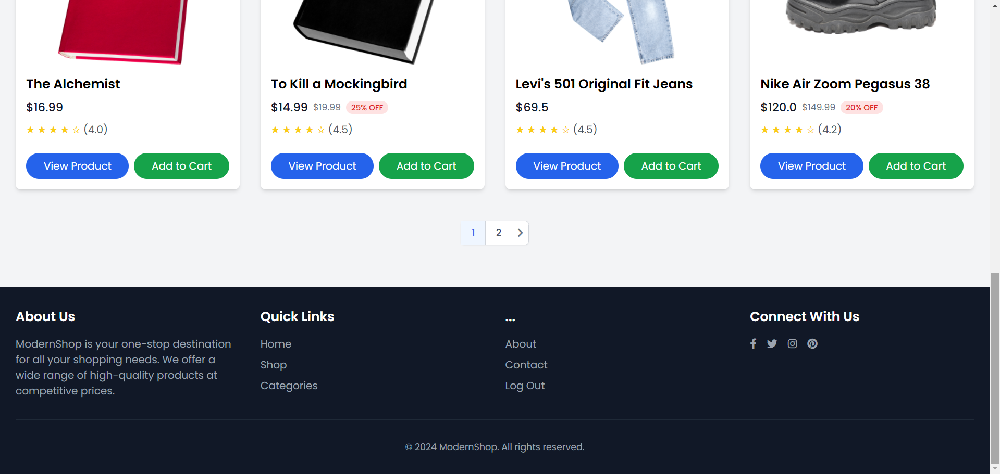 The Alchemist
$16.99
★ ★ ★ ★ ☆ (4.0)
View Product
Add to Cart
To Kill a Mockingbird
$14.99 $19.99 25% OFF
★ ★ ★ ★ ☆ (4.5)
View Product
Add to Cart
Levi's 501 Original Fit Jeans
$69.5
★ ★ ★ ★ ☆ (4.5)
View Product
Add to Cart
Nike Air Zoom Pegasus 38
$120.0 $149.99 20% OFF
★ ★ ★ ★ ☆ (4.2)
View Product
Add to Cart
1
2
About Us
ModernShop is your one-stop destination
for all your shopping needs. We offer a
wide range of high-quality products at
competitive prices.
Quick Links
Home
Shop
Categories
...
About
Contact
Log Out
Connect With Us
© 2024 ModernShop. All rights reserved.